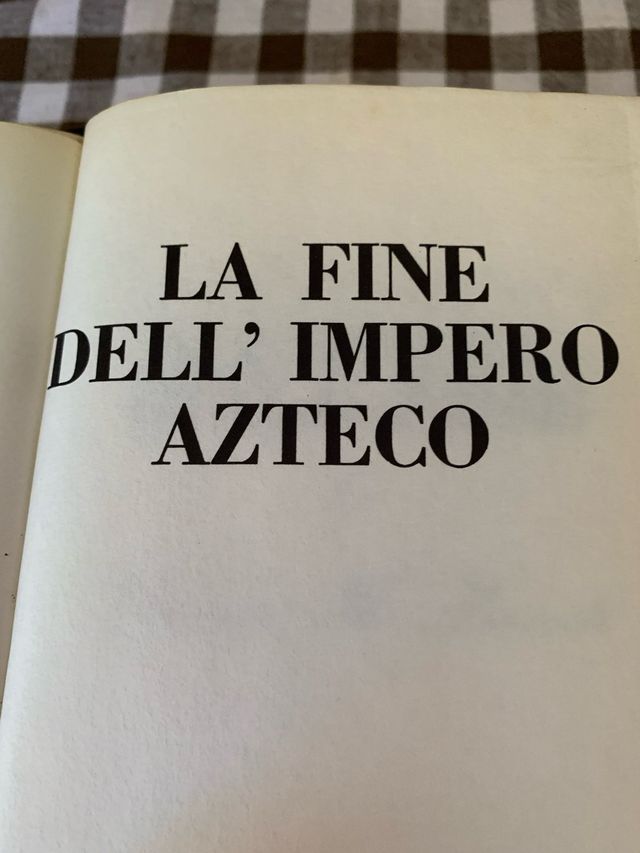 LA FINE
DELL' IMPERO
AZTECO